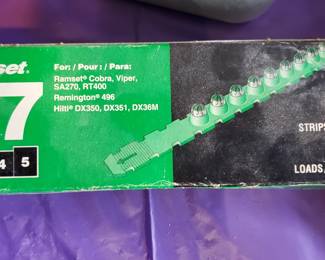 set.
7
4 5
For: / Pour: / Para:
Ramset® Cobra, Viper,
SA270, RT400
Remington® 496
Hilti® DX350, DX351, DX36M
STRIPS
LOADS,